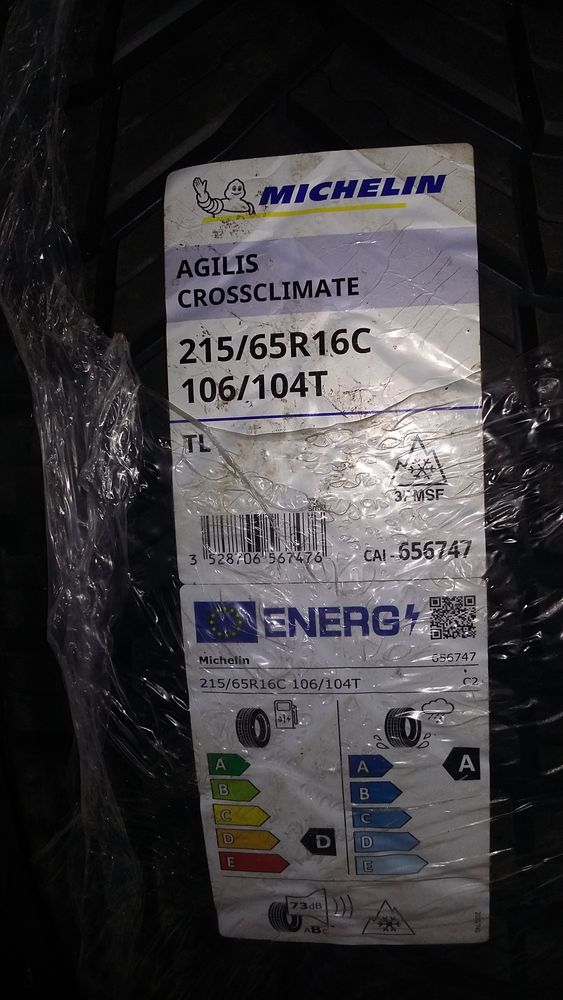 MICHELIN
AGILIS
CROSSCLIMATE
215/65R16C
106/104T
TL
3PMSF
3 528706 567476
CAI - 656747
ENERG
Michelin 656747
215/65R16C 106/104T C2
A A A
B B
C C
D D D
E E
73dB
ABC